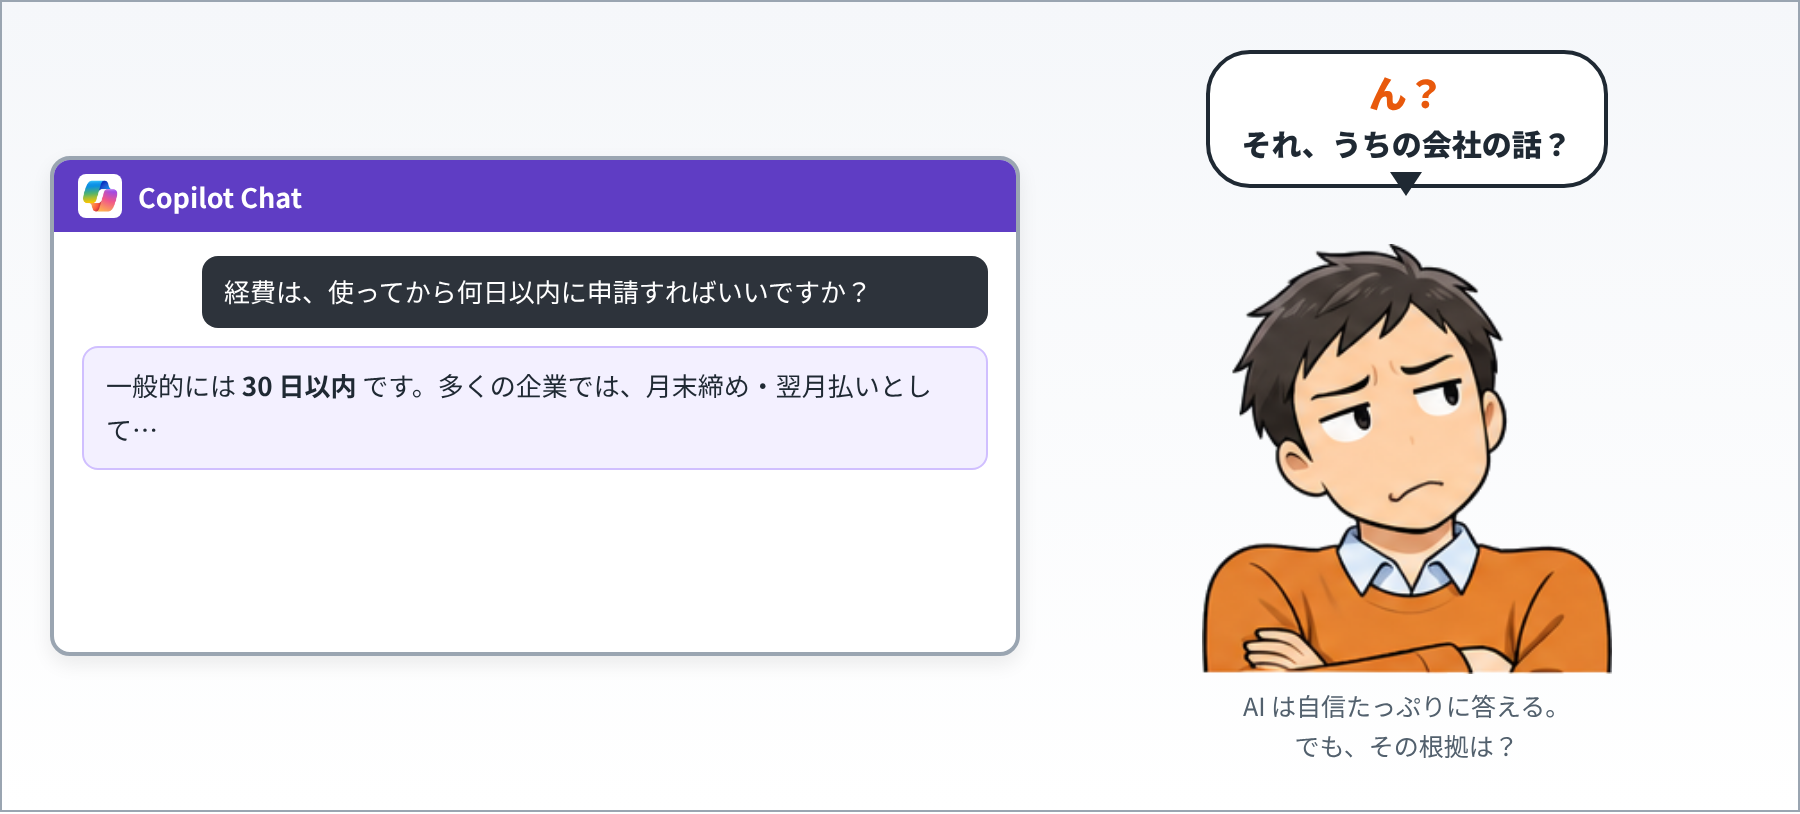 Copilot Chat
経費は、使ってから何日以内に申請すればいいですか？
一般的には 30 日以内 です。多くの企業では、月末締め・翌月払いとし
て…
ん？
それ、うちの会社の話？
AI は自信たっぷりに答える。
でも、その根拠は？